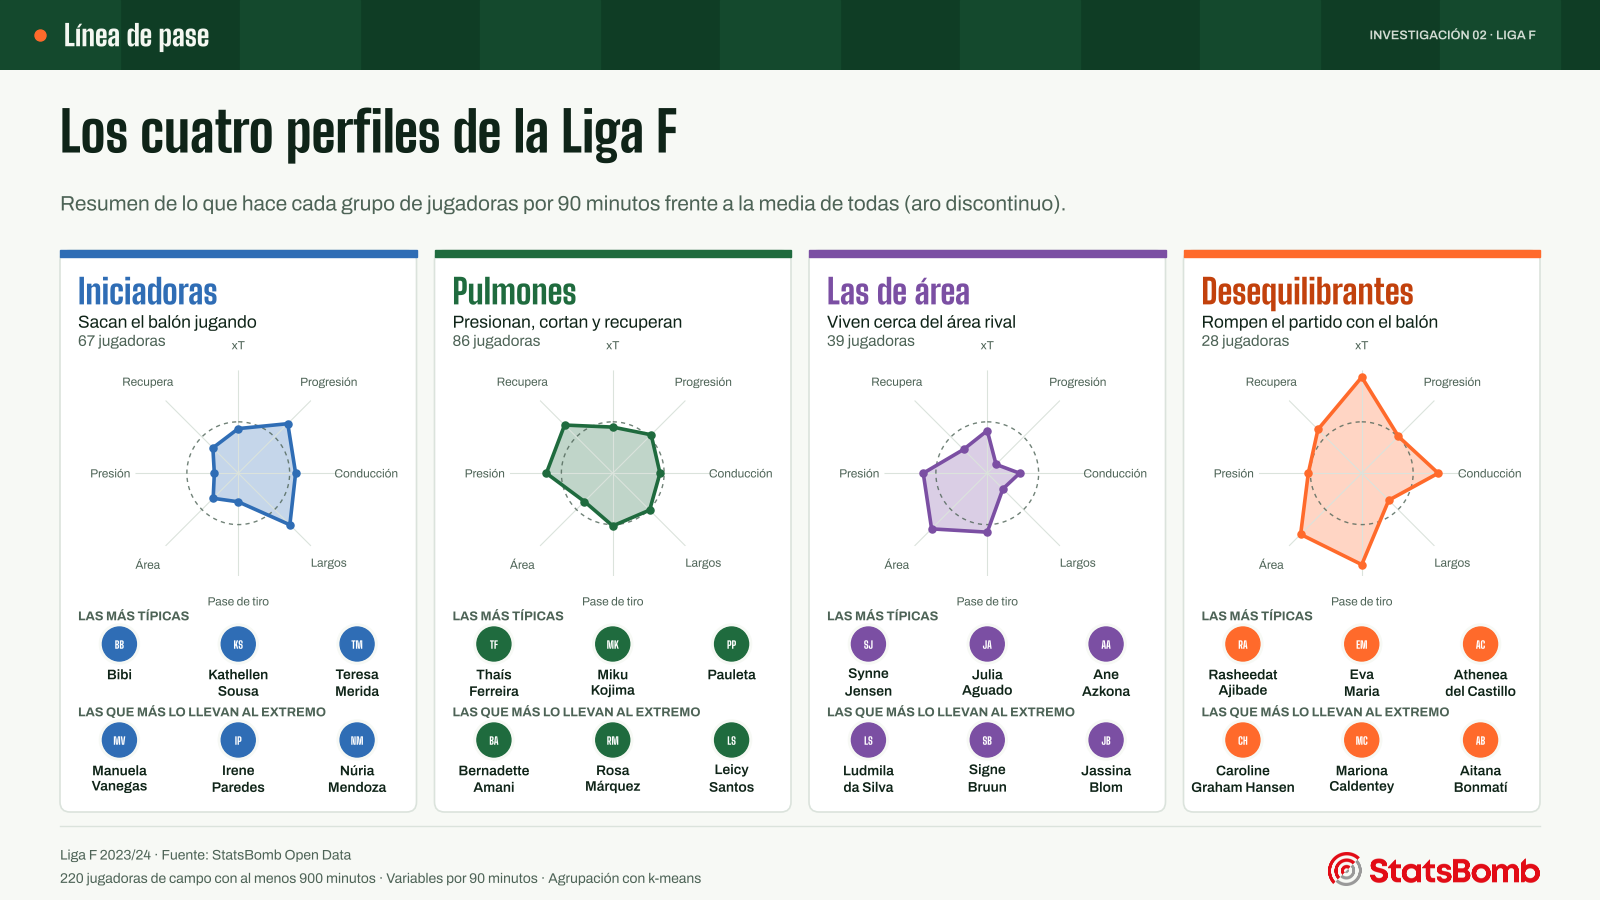 Línea de pase
INVESTIGACIÓN 02 · LIGA F
Los cuatro perfiles de la Liga F
Resumen de lo que hace cada grupo de jugadoras por 90 minutos frente a la media de todas (aro discontinuo).
Iniciadoras
Sacan el balón jugando
67 jugadoras
xT
Recupera
Progresión
Presión
Conducción
Área
Largos
Pase de tiro
LAS MÁS TÍPICAS
BB
KS
TM
Bibi
Kathellen
Sousa
Teresa
Merida
LAS QUE MÁS LO LLEVAN AL EXTREMO
MV
IP
NM
Manuela
Vanegas
Irene
Paredes
Núria
Mendoza
Pulmones
Presionan, cortan y recuperan
86 jugadoras
xT
Recupera
Progresión
Presión
Conducción
Área
Largos
Pase de tiro
LAS MÁS TÍPICAS
TF
MK
PP
Thaís
Ferreira
Miku
Kojima
Pauleta
LAS QUE MÁS LO LLEVAN AL EXTREMO
BA
RM
LS
Bernadette
Amani
Rosa
Márquez
Leicy
Santos
Las de área
Viven cerca del área rival
39 jugadoras
xT
Recupera
Progresión
Presión
Conducción
Área
Largos
Pase de tiro
LAS MÁS TÍPICAS
SJ
JA
AA
Synne
Jensen
Julia
Aguado
Ane
Azkona
LAS QUE MÁS LO LLEVAN AL EXTREMO
LS
SB
JB
Ludmila
da Silva
Signe
Bruun
Jassina
Blom
Desequilibrantes
Rompen el partido con el balón
28 jugadoras
xT
Recupera
Progresión
Presión
Conducción
Área
Largos
Pase de tiro
LAS MÁS TÍPICAS
RA
EM
AC
Rasheedat
Ajibade
Eva
Maria
Athenea
del Castillo
LAS QUE MÁS LO LLEVAN AL EXTREMO
CH
MC
AB
Caroline
Graham Hansen
Mariona
Caldentey
Aitana
Bonmatí
Liga F 2023/24 · Fuente: StatsBomb Open Data
220 jugadoras de campo con al menos 900 minutos · Variables por 90 minutos · Agrupación con k-means
StatsBomb